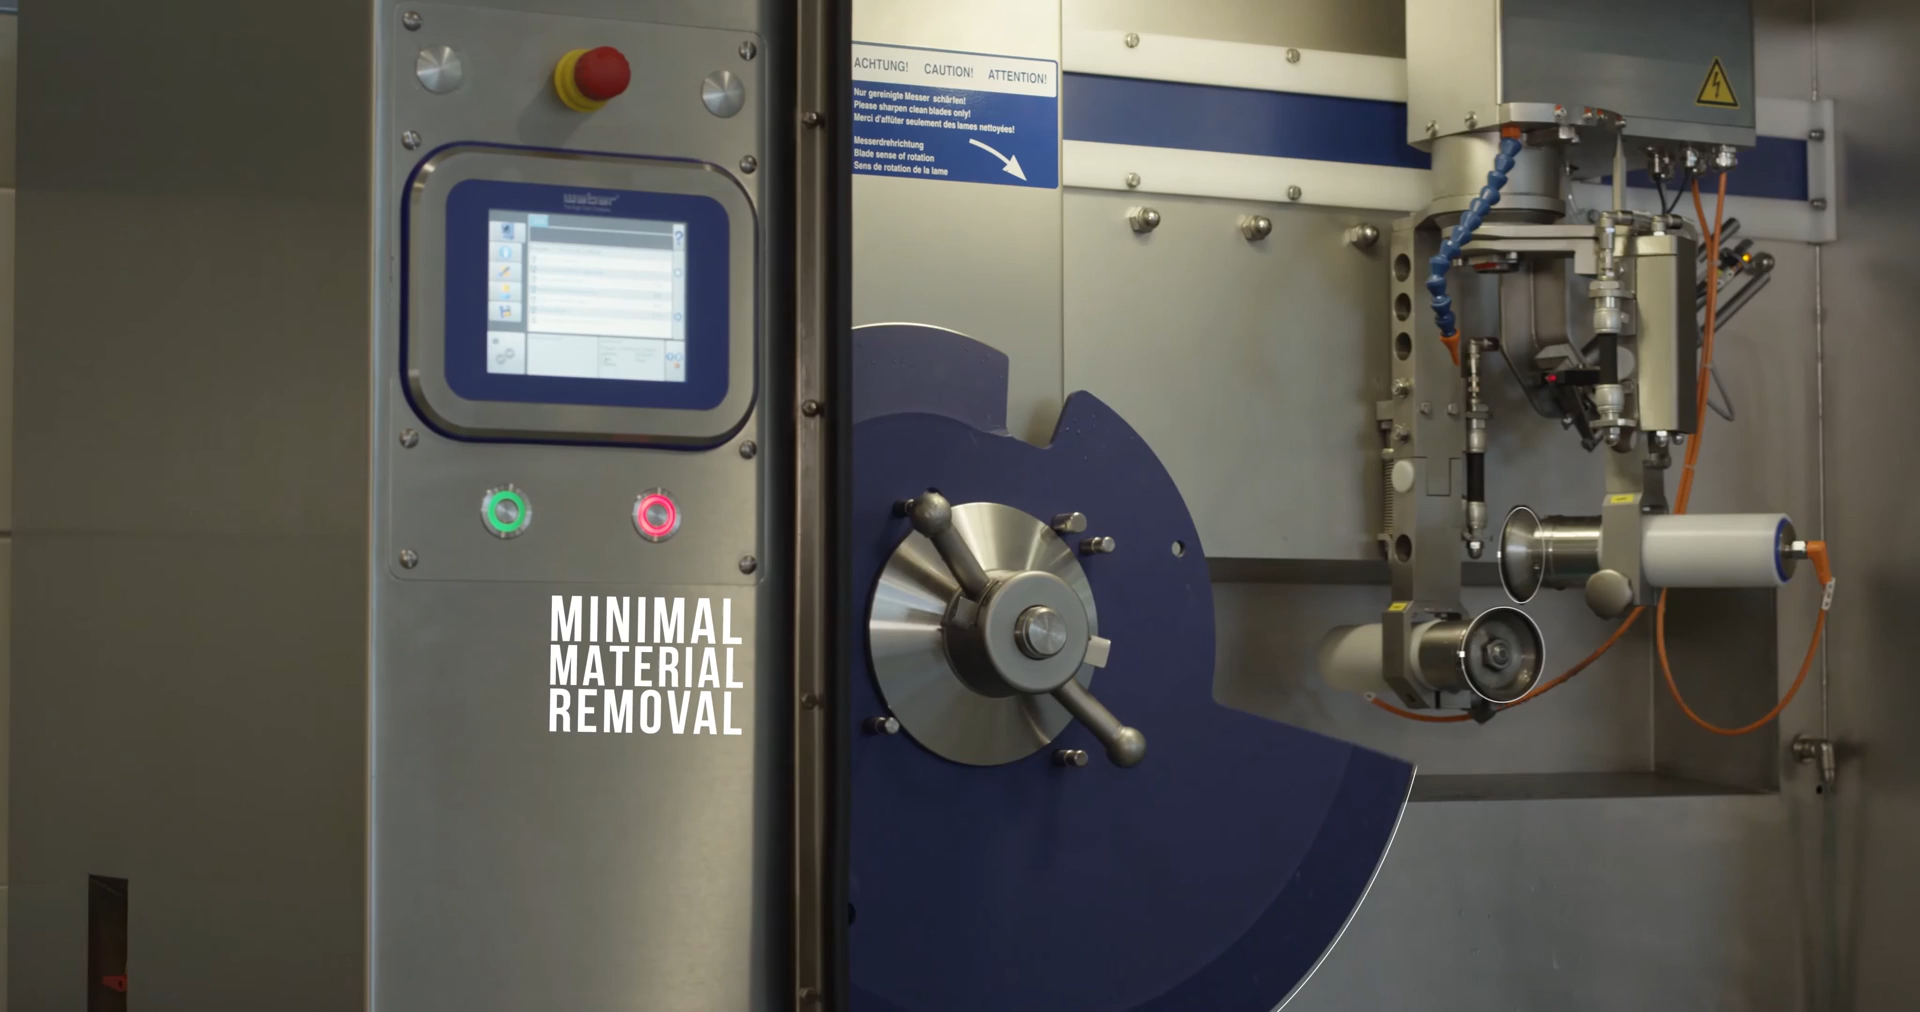 ACHTUNG! CAUTION! ATTENTION!
Nur gereinigte Messer schärfen!
Please sharpen clean blades only!
Merci d'affûter seulement des lames nettoyées!
Messerdrehrichtung
Blade sense of rotation
Sens de rotation de la lame
weber
MINIMAL
MATERIAL
REMOVAL